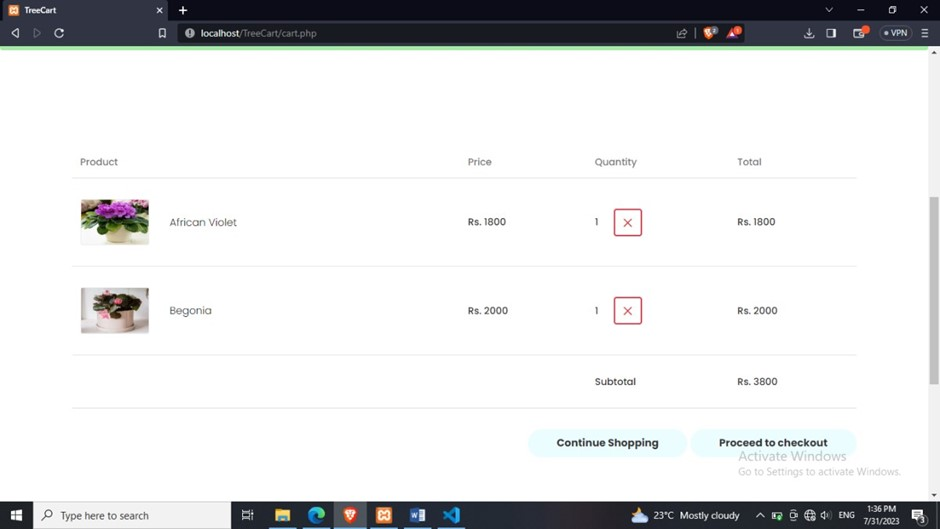 TreeCart
localhost/TreeCart/cart.php
VPN
Product Price Quantity Total
African Violet Rs. 1800 1 Rs. 1800
Begonia Rs. 2000 1 Rs. 2000
Subtotal Rs. 3800
Continue Shopping Proceed to checkout
Activate Windows
Go to Settings to activate Windows.
Type here to search
23°C Mostly cloudy
ENG
1:36 PM
7/31/2023
3